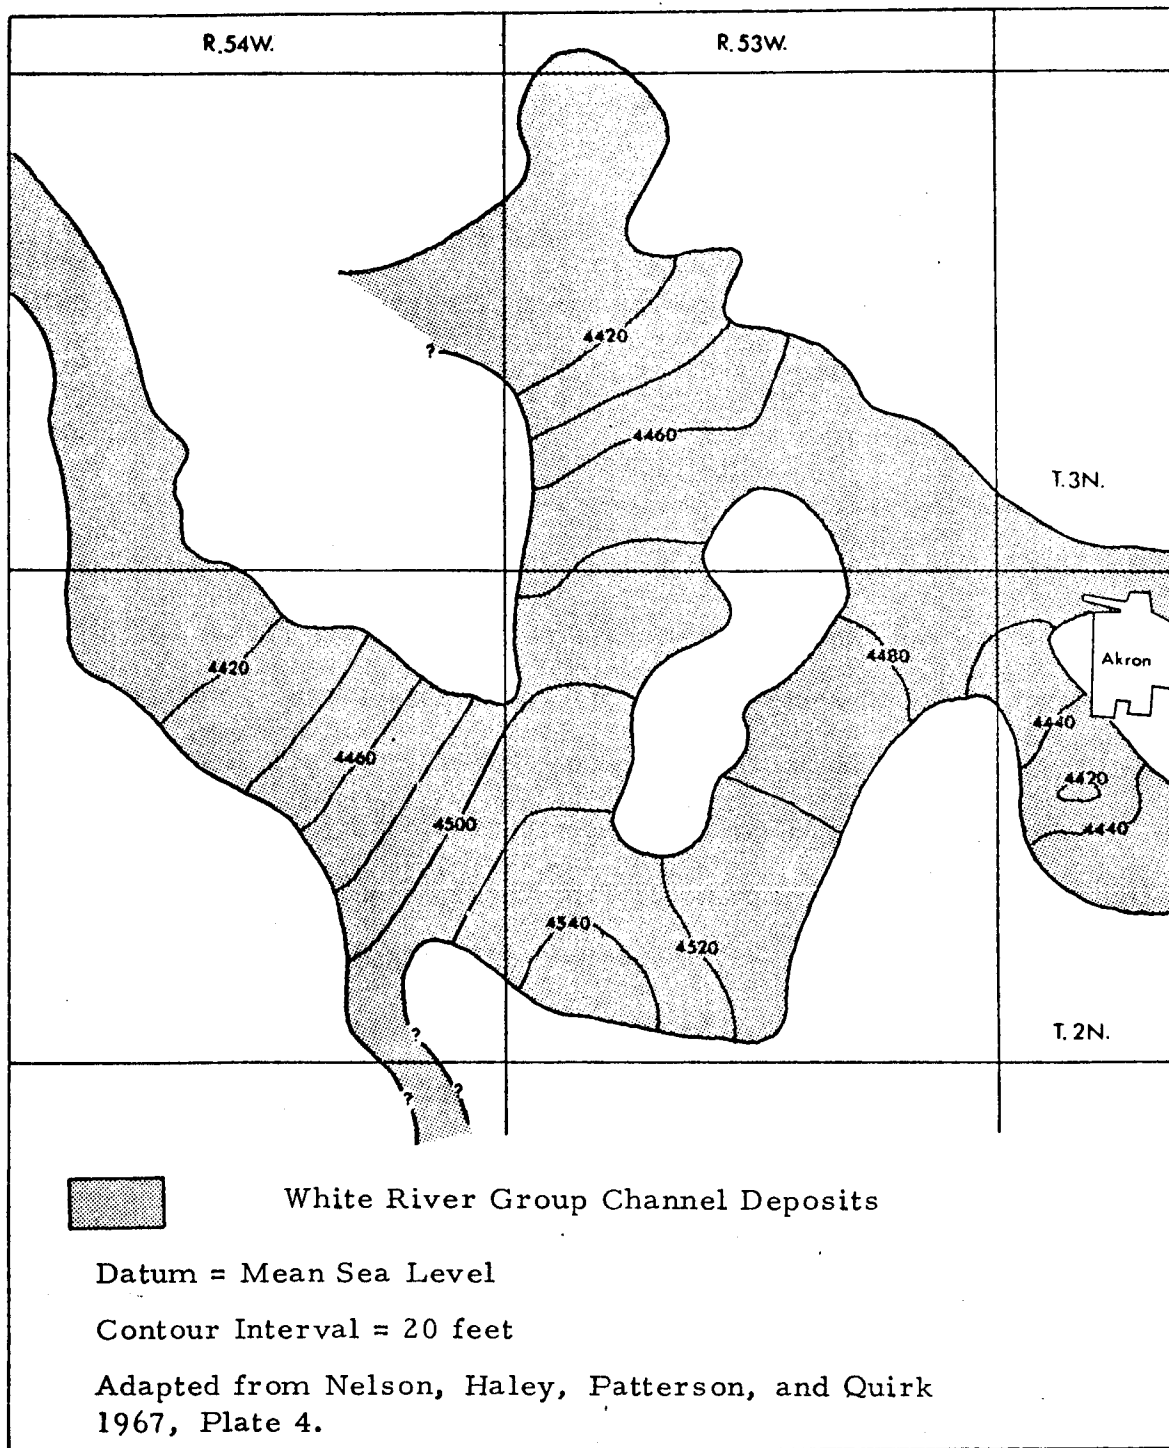 R.54W.
R.53W.
4420
?
4460
T.3N.
4420
4480
Akron
4440
4460
4420
4500
4440
4540
4520
?
T.2N.
?
?
White River Group Channel Deposits
Datum = Mean Sea Level
Contour Interval = 20 feet
Adapted from Nelson, Haley, Patterson, and Quirk
1967, Plate 4.